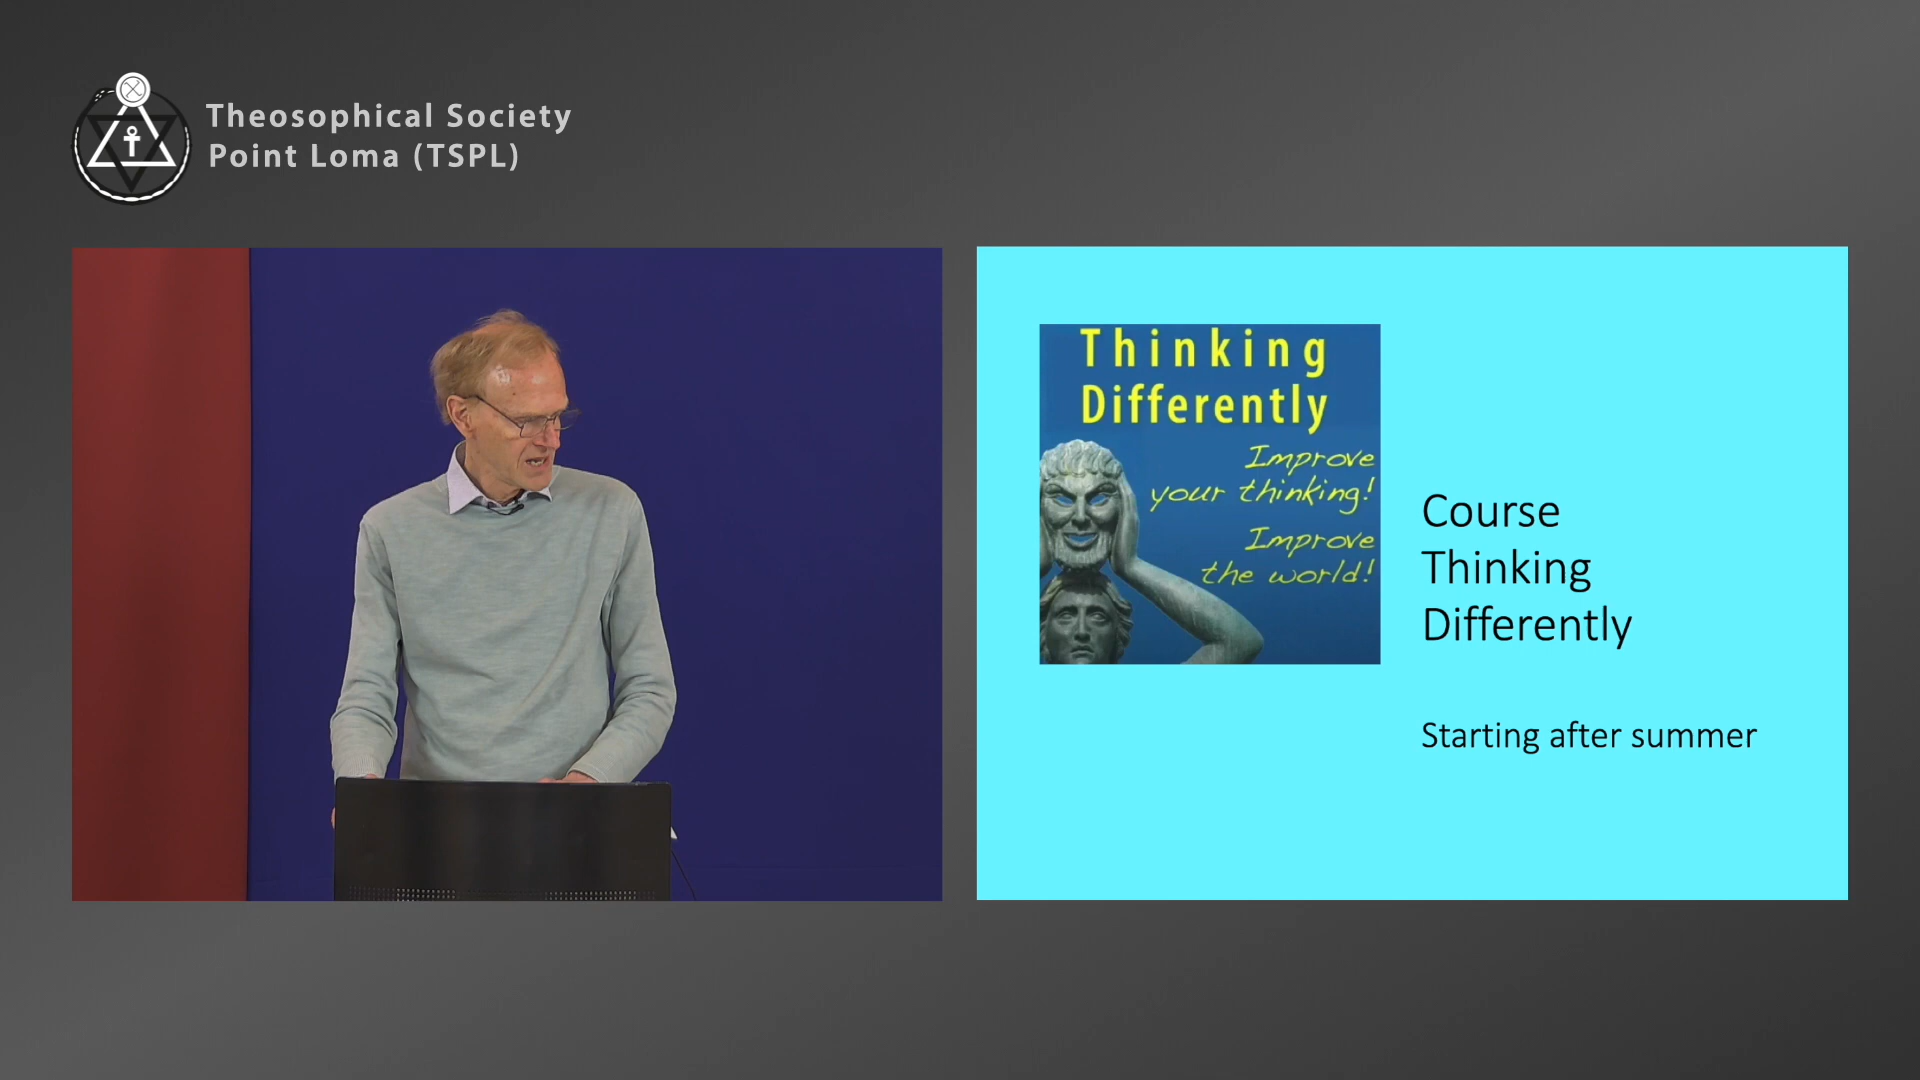 Theosophical Society
Point Loma (TSPL)
Thinking
Differently
Improve
your thinking!
Improve
the world!
Course
Thinking
Differently
Starting after summer